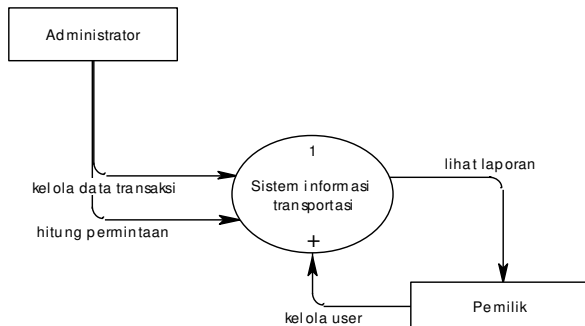 Administrator
1
lihat laporan
kelola data transaksi
Sistem informasi
transportasi
hitung permintaan
+
kelola user
Pemilik